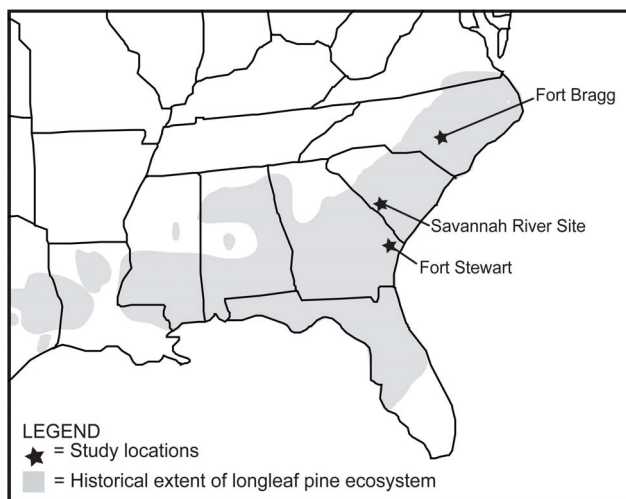 Fort Bragg
Savannah River Site
Fort Stewart
LEGEND
= Study locations
= Historical extent of longleaf pine ecosystem